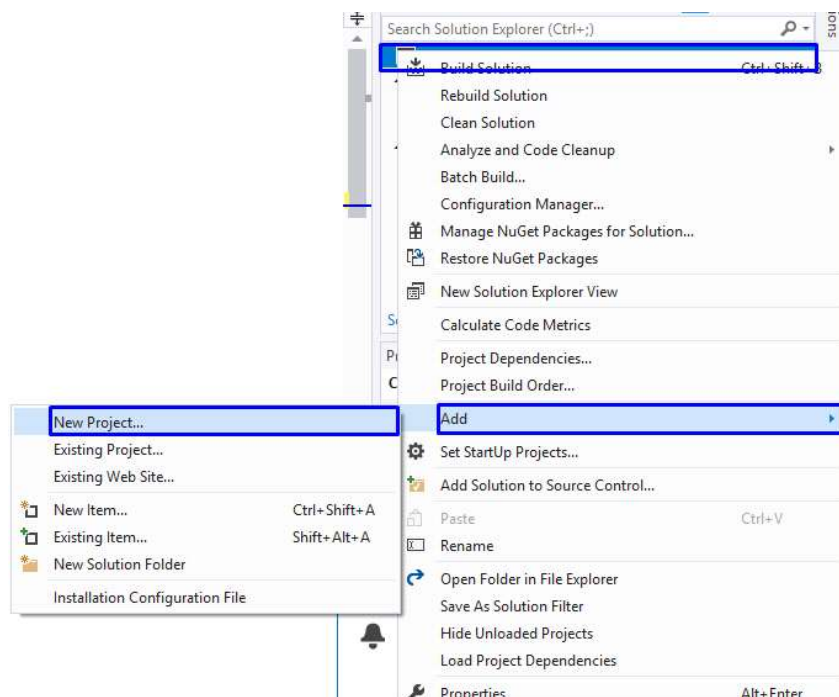 ions
Search Solution Explorer (Ctrl+;)
Build Solution Ctrl+Shift+B
Rebuild Solution
Clean Solution
Analyze and Code Cleanup
Batch Build...
Configuration Manager...
Manage NuGet Packages for Solution...
Restore NuGet Packages
New Solution Explorer View
Calculate Code Metrics
Project Dependencies...
Project Build Order...
Add
Set StartUp Projects...
Add Solution to Source Control...
Paste Ctrl+V
Rename
Open Folder in File Explorer
Save As Solution Filter
Hide Unloaded Projects
Load Project Dependencies
Properties Alt+Enter
New Project...
Existing Project...
Existing Web Site...
New Item... Ctrl+Shift+A
Existing Item... Shift+Alt+A
New Solution Folder
Installation Configuration File